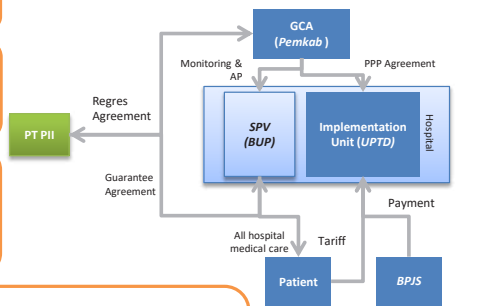 GCA
(Pemkab )
Monitoring &
AP
PPP Agreement
Regres
Agreement
PT PII
SPV
(BUP)
Implementation
Unit (UPTD)
Hospital
Guarantee
Agreement
Payment
All hospital
medical care
Tariff
Patient
BPJS